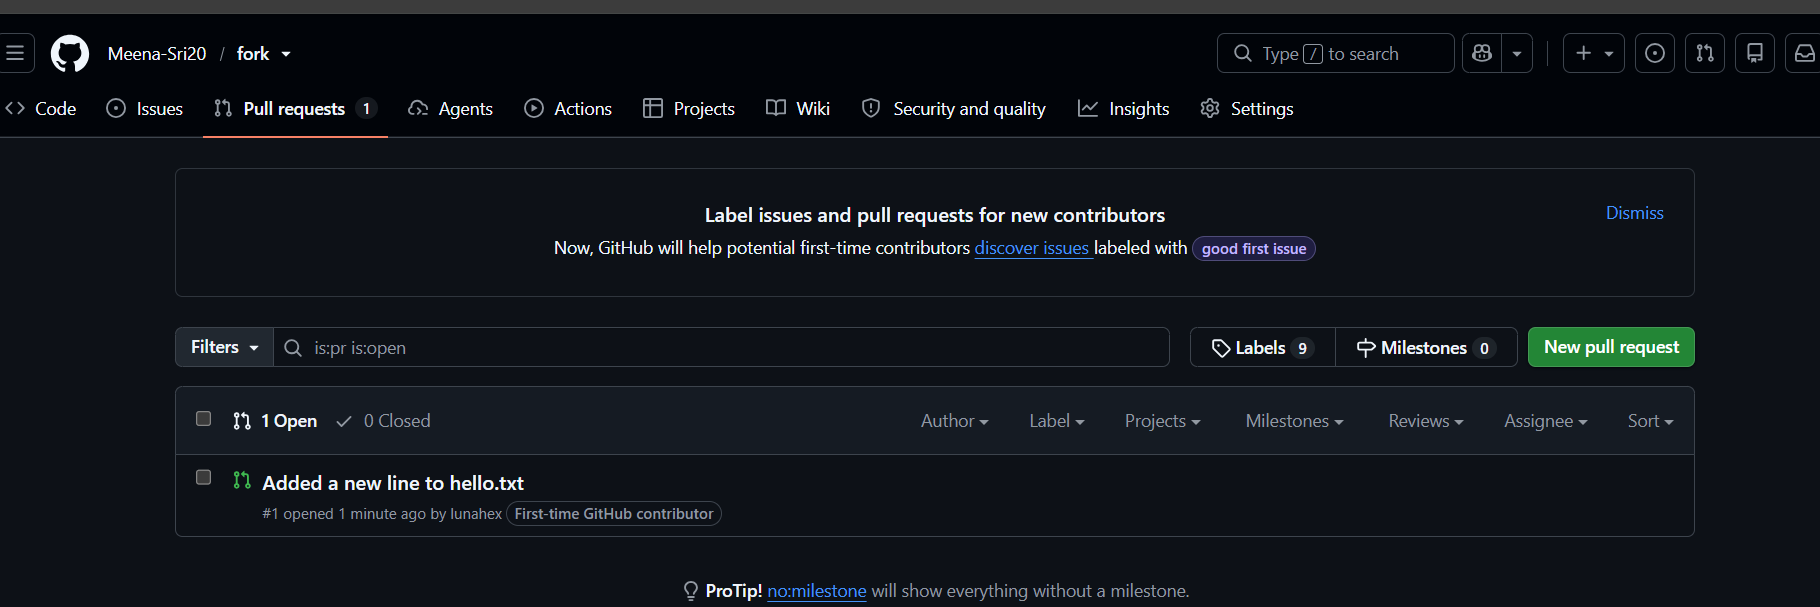 Meena-Sri20 / fork
Type / to search
Code Issues Pull requests 1 Agents Actions Projects Wiki Security and quality Insights Settings
Label issues and pull requests for new contributors
Dismiss
Now, GitHub will help potential first-time contributors discover issues labeled with good first issue
Filters is:pr is:open Labels 9 Milestones 0 New pull request
1 Open 0 Closed Author Label Projects Milestones Reviews Assignee Sort
Added a new line to hello.txt
#1 opened 1 minute ago by lunahex First-time GitHub contributor
ProTip! no:milestone will show everything without a milestone.